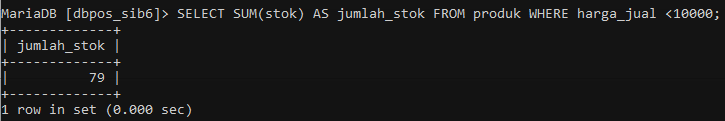 MariaDB [dbpos_sib6]> SELECT SUM(stok) AS jumlah_stok FROM produk WHERE harga_jual <10000;
+-------------+
| jumlah_stok |
+-------------+
|          79 |
+-------------+
1 row in set (0.000 sec)